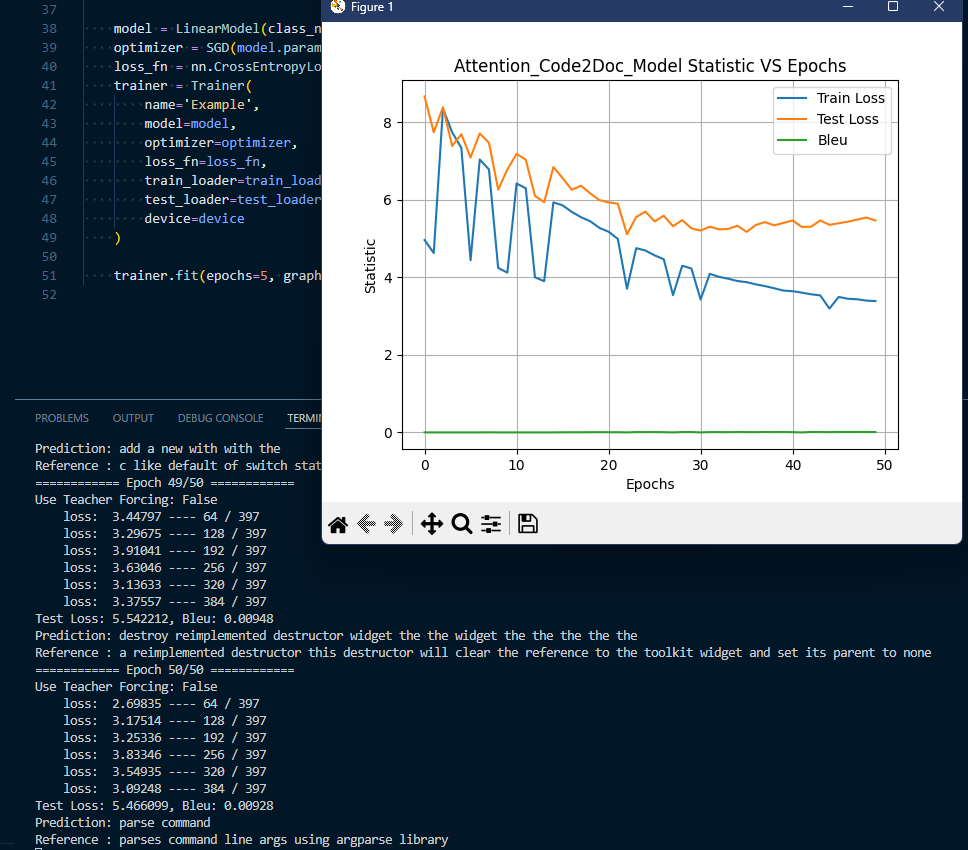 37
38 model = LinearModel(class_n
39 optimizer = SGD(model.param
40 loss_fn = nn.CrossEntropyLo
41 trainer = Trainer(
42 name='Example',
43 model=model,
44 optimizer=optimizer,
45 loss_fn=loss_fn,
46 train_loader=train_load
47 test_loader=test_loader
48 device=device
49 )
50
51 trainer.fit(epochs=5, graph
52
Figure 1
Attention_Code2Doc_Model Statistic VS Epochs
Train Loss
Test Loss
Bleu
Statistic
8
6
4
2
0
0 10 20 30 40 50
Epochs
PROBLEMS OUTPUT DEBUG CONSOLE TERMIN
Prediction: add a new with with the
Reference : c like default of switch stat
============ Epoch 49/50 ============
Use Teacher Forcing: False
loss: 3.44797 ---- 64 / 397
loss: 3.29675 ---- 128 / 397
loss: 3.91041 ---- 192 / 397
loss: 3.63046 ---- 256 / 397
loss: 3.13633 ---- 320 / 397
loss: 3.37557 ---- 384 / 397
Test Loss: 5.542212, Bleu: 0.00948
Prediction: destroy reimplemented destructor widget the the widget the the the the the
Reference : a reimplemented destructor this destructor will clear the reference to the toolkit widget and set its parent to none
============ Epoch 50/50 ============
Use Teacher Forcing: False
loss: 2.69835 ---- 64 / 397
loss: 3.17514 ---- 128 / 397
loss: 3.25336 ---- 192 / 397
loss: 3.83346 ---- 256 / 397
loss: 3.54935 ---- 320 / 397
loss: 3.09248 ---- 384 / 397
Test Loss: 5.466099, Bleu: 0.00928
Prediction: parse command
Reference : parses command line args using argparse library